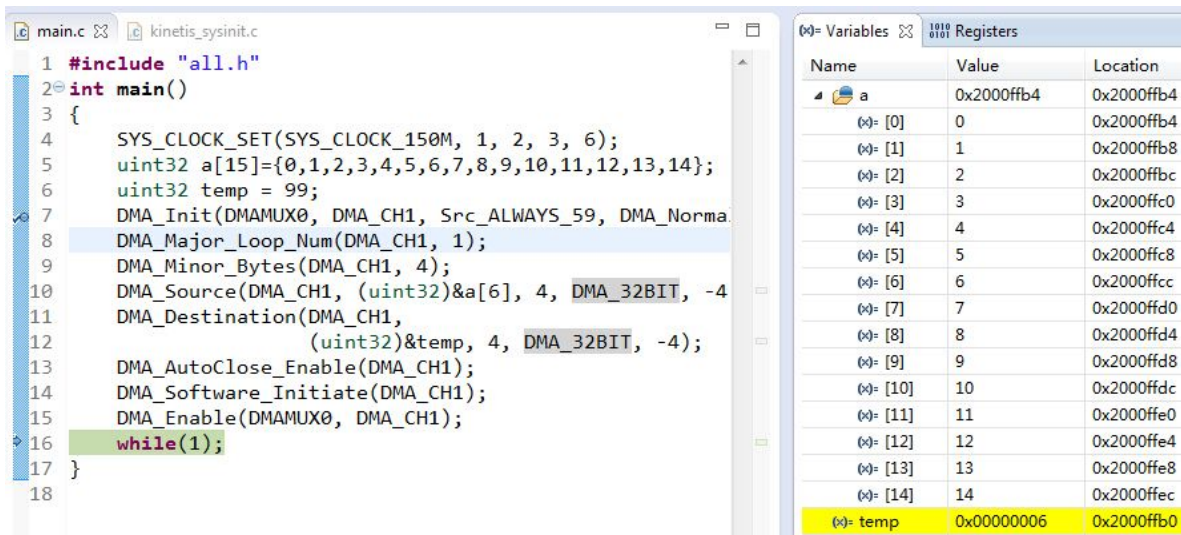 main.c kinetis_sysinit.c
1 #include "all.h"
2 int main()
3 {
4 SYS_CLOCK_SET(SYS_CLOCK_150M, 1, 2, 3, 6);
5 uint32 a[15]={0,1,2,3,4,5,6,7,8,9,10,11,12,13,14};
6 uint32 temp = 99;
7 DMA_Init(DMAMUX0, DMA_CH1, Src_ALWAYS_59, DMA_Norma
8 DMA_Major_Loop_Num(DMA_CH1, 1);
9 DMA_Minor_Bytes(DMA_CH1, 4);
10 DMA_Source(DMA_CH1, (uint32)&a[6], 4, DMA_32BIT, -4
11 DMA_Destination(DMA_CH1,
12 (uint32)&temp, 4, DMA_32BIT, -4);
13 DMA_AutoClose_Enable(DMA_CH1);
14 DMA_Software_Initiate(DMA_CH1);
15 DMA_Enable(DMAMUX0, DMA_CH1);
16 while(1);
17 }
18
(x)= Variables 1010 0101 Registers
Name Value Location
a 0x2000ffb4 0x2000ffb4
(x)= [0] 0 0x2000ffb4
(x)= [1] 1 0x2000ffb8
(x)= [2] 2 0x2000ffbc
(x)= [3] 3 0x2000ffc0
(x)= [4] 4 0x2000ffc4
(x)= [5] 5 0x2000ffc8
(x)= [6] 6 0x2000ffcc
(x)= [7] 7 0x2000ffd0
(x)= [8] 8 0x2000ffd4
(x)= [9] 9 0x2000ffd8
(x)= [10] 10 0x2000ffdc
(x)= [11] 11 0x2000ffe0
(x)= [12] 12 0x2000ffe4
(x)= [13] 13 0x2000ffe8
(x)= [14] 14 0x2000ffec
(x)= temp 0x00000006 0x2000ffb0